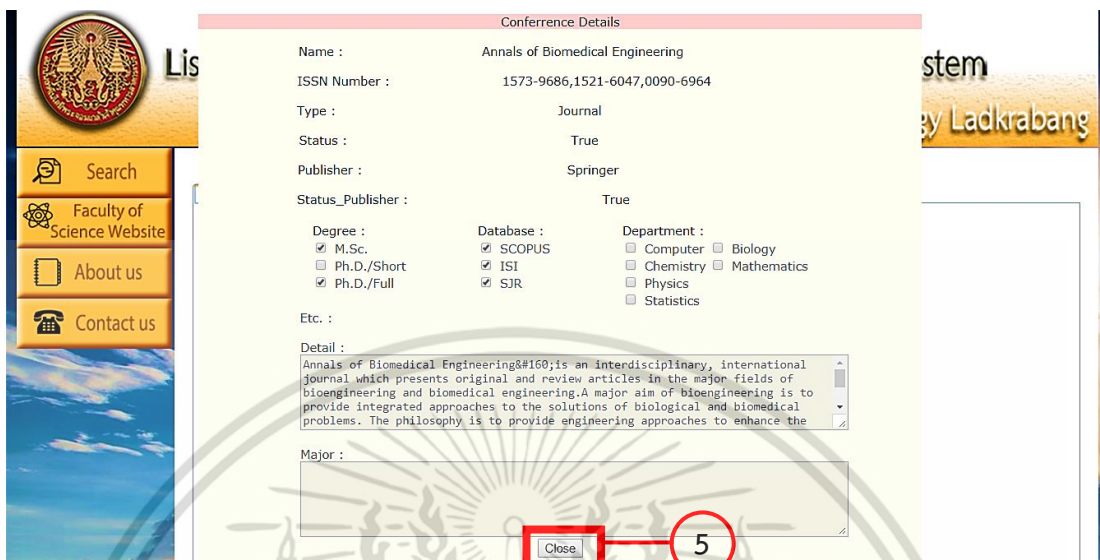 Conferrence Details
Lis
stem
gy Ladkrabang
Search
Faculty of
Science Website
About us
Contact us
Name : Annals of Biomedical Engineering
ISSN Number : 1573-9686,1521-6047,0090-6964
Type : Journal
Status : True
Publisher : Springer
Status_Publisher : True
Degree : Database : Department :
M.Sc. SCOPUS Computer Biology
Ph.D./Short ISI Chemistry Mathematics
Ph.D./Full SJR Physics
Statistics
Etc. :
Detail :
Annals of Biomedical Engineering&#160;is an interdisciplinary, international
journal which presents original and review articles in the major fields of
bioengineering and biomedical engineering.A major aim of bioengineering is to
provide integrated approaches to the solutions of biological and biomedical
problems. The philosophy is to provide engineering approaches to enhance the
Major :
Close
5